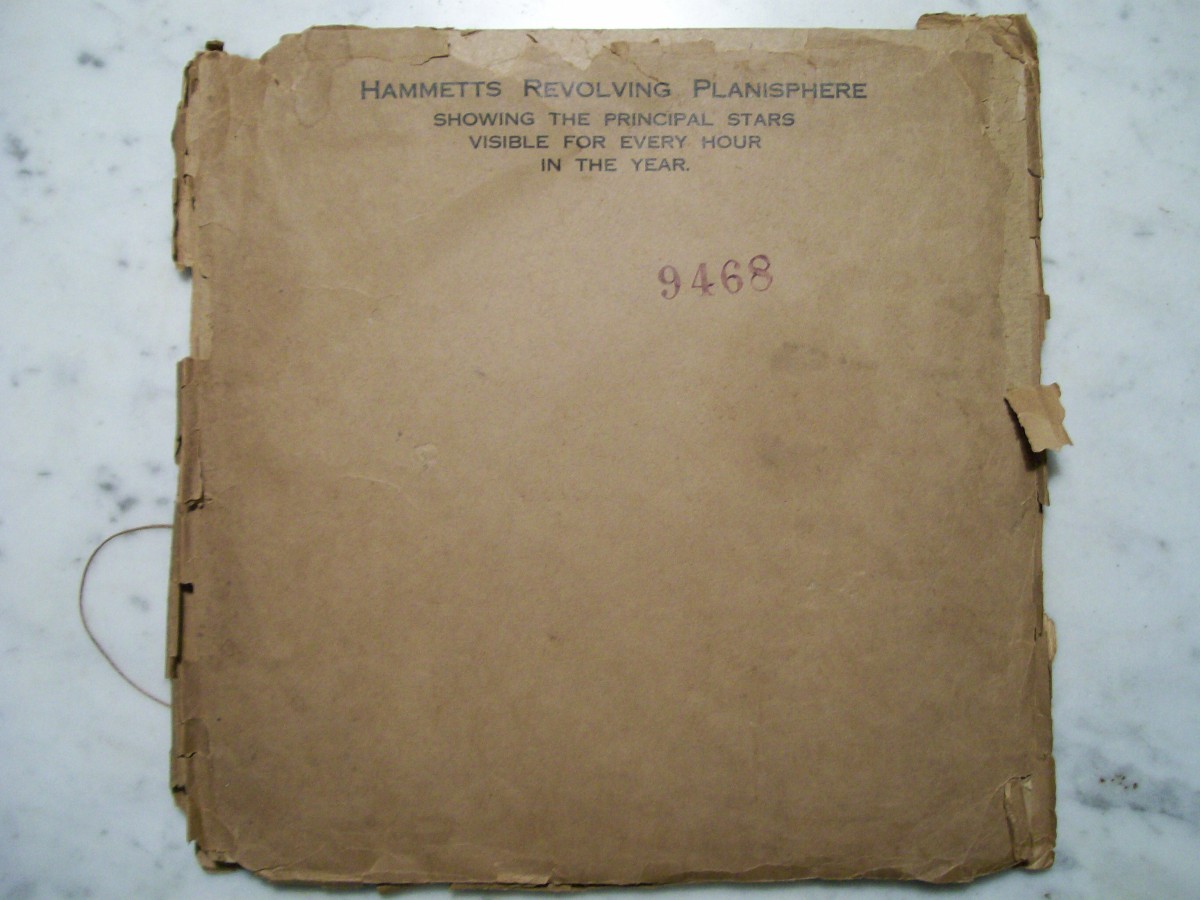 HAMMETTS REVOLVING PLANISPHERE
SHOWING THE PRINCIPAL STARS
VISIBLE FOR EVERY HOUR
IN THE YEAR.
9468